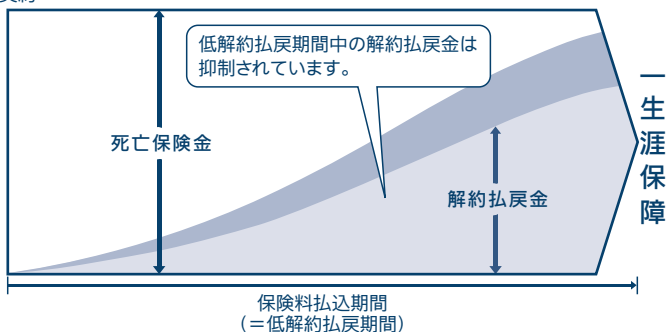 低解約払戻期間中の解約払戻金は
抑制されています。
死亡保険金
解約払戻金
一生涯保障
保険料払込期間
(＝低解約払戻期間)